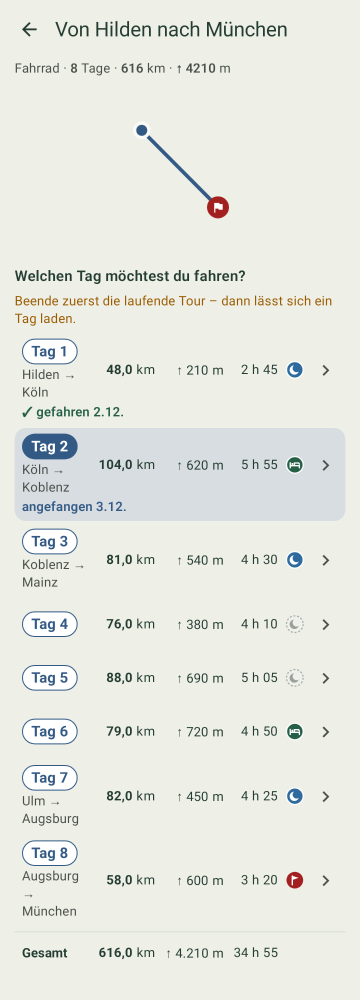 Von Hilden nach München
Fahrrad · 8 Tage · 616 km · ↑ 4210 m
Welchen Tag möchtest du fahren?
Beende zuerst die laufende Tour – dann lässt sich ein
Tag laden.
Tag 1
Hilden →
Köln
48,0 km ↑ 210 m 2 h 45
✓ gefahren 2.12.
Tag 2
Köln →
Koblenz
104,0 km ↑ 620 m 5 h 55
angefangen 3.12.
Tag 3
Koblenz →
Mainz
81,0 km ↑ 540 m 4 h 30
Tag 4 76,0 km ↑ 380 m 4 h 10
Tag 5 88,0 km ↑ 690 m 5 h 05
Tag 6 79,0 km ↑ 720 m 4 h 50
Tag 7
Ulm →
Augsburg
82,0 km ↑ 450 m 4 h 25
Tag 8
Augsburg
→
München
58,0 km ↑ 600 m 3 h 20
Gesamt 616,0 km ↑ 4.210 m 34 h 55